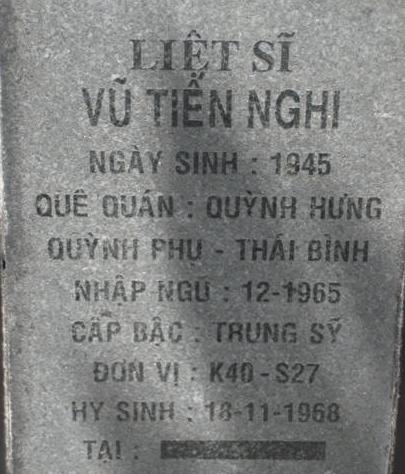 LIỆT SĨ
VŨ TIẾN NGHI
NGÀY SINH : 1945
QUÊ QUÁN : QUỲNH HƯNG
QUỲNH PHỤ - THÁI BÌNH
NHẬP NGŨ : 12-1965
CẤP BẬC : TRUNG SỸ
ĐƠN VỊ : K40-S27
HY SINH : 18-11-1968
TẠI :